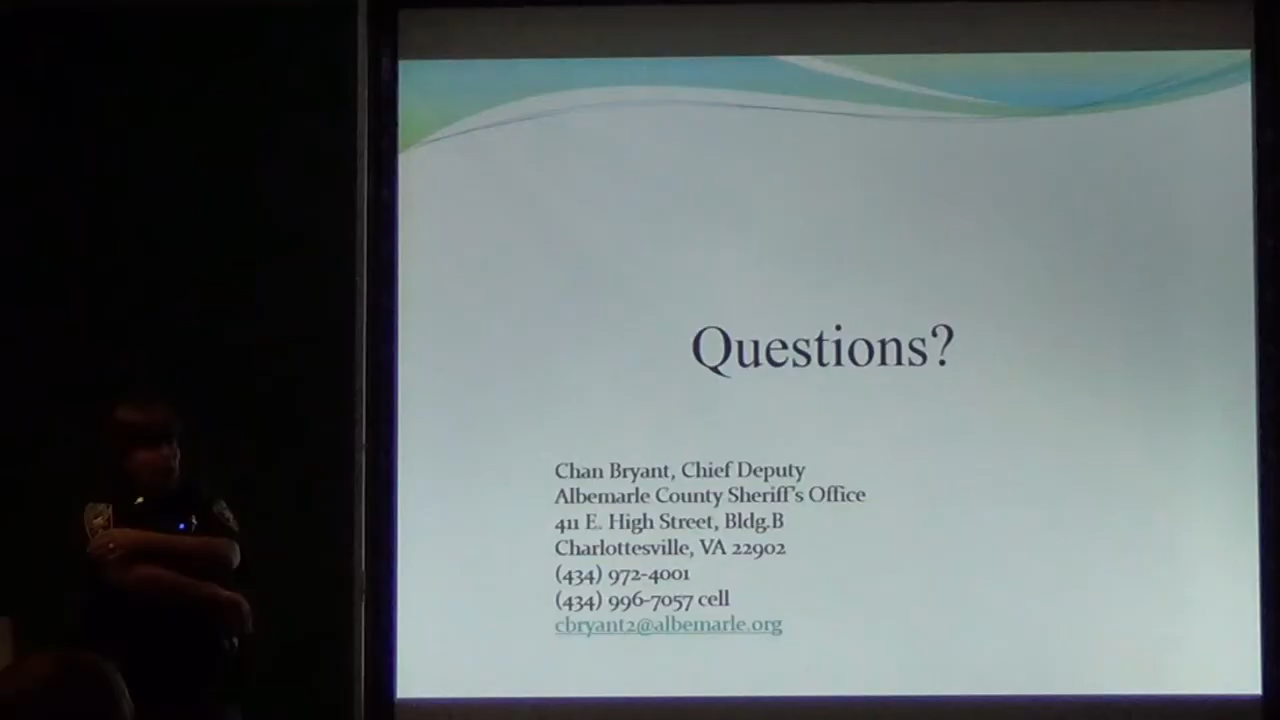 Questions?
Chan Bryant, Chief Deputy
Albemarle County Sheriff's Office
411 E. High Street, Bldg.B
Charlottesville, VA 22902
(434) 972-4001
(434) 996-7057 cell
cbryant2@albemarle.org